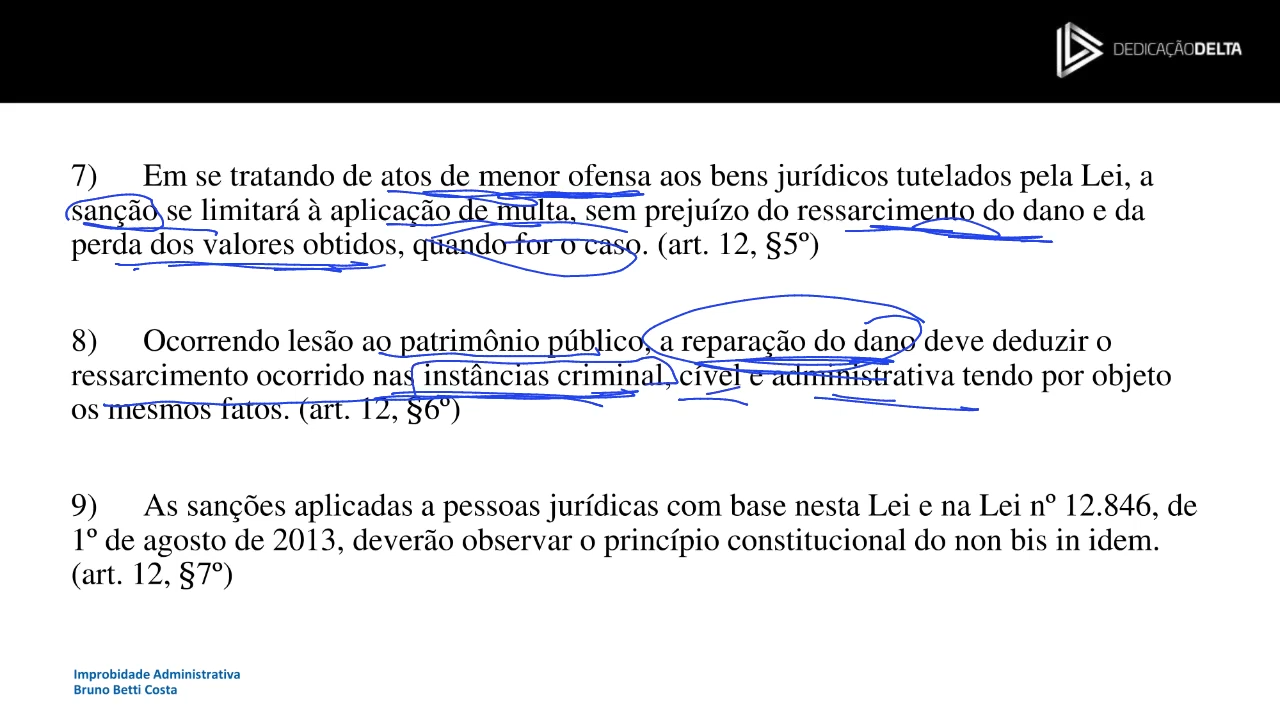 DEDICAÇÃODELTA
7) Em se tratando de atos de menor ofensa aos bens jurídicos tutelados pela Lei, a
sanção se limitará à aplicação de multa, sem prejuízo do ressarcimento do dano e da
perda dos valores obtidos, quando for o caso. (art. 12, §5º)
8) Ocorrendo lesão ao patrimônio público, a reparação do dano deve deduzir o
ressarcimento ocorrido nas instâncias criminal, cível e administrativa tendo por objeto
os mesmos fatos. (art. 12, §6º)
9) As sanções aplicadas a pessoas jurídicas com base nesta Lei e na Lei nº 12.846, de
1º de agosto de 2013, deverão observar o princípio constitucional do non bis in idem.
(art. 12, §7º)
Improbidade Administrativa
Bruno Betti Costa